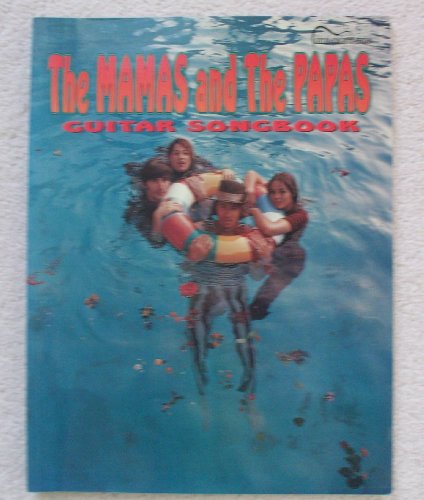 The MAMAS and The PAPAS
GUITAR SONGBOOK